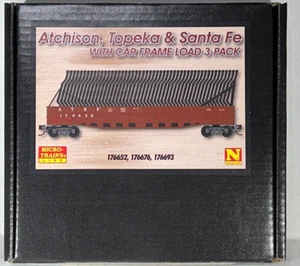 Atchison, Topeka & Santa Fe
WITH CAR FRAME LOAD 3-PACK
A T S F
176652, 176676, 176693
MICRO-
TRAINS
LINE
N